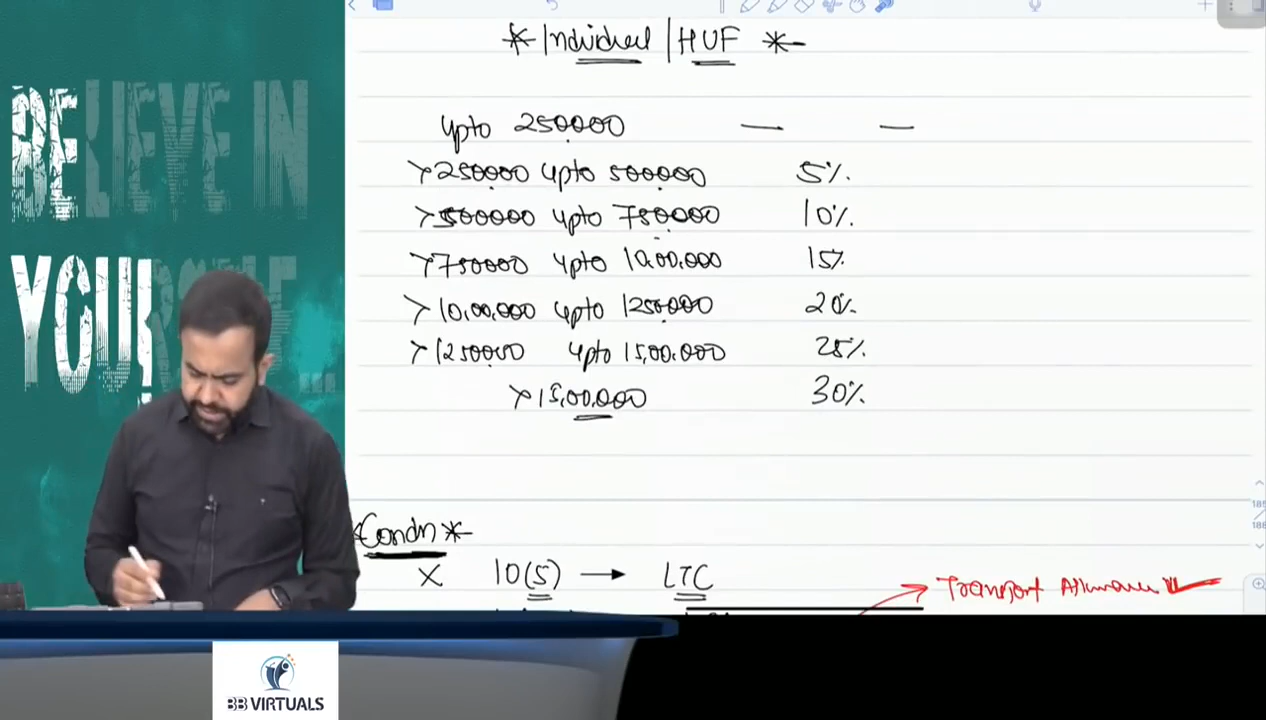 BELIEVE IN
YOURSELF...
YOU!
* Individual | HUF *
upto 250000 — —
>250000 upto 500000 5%.
>500000 upto 750000 10%.
>750000 upto 10,00,000 15%.
>10,00,000 upto 1250000 20%.
>1250000 upto 15,00,000 25%.
>15,00,000 30%.
*Condn*
X 10(5) → LTC
Transport Allowance
BB VIRTUALS